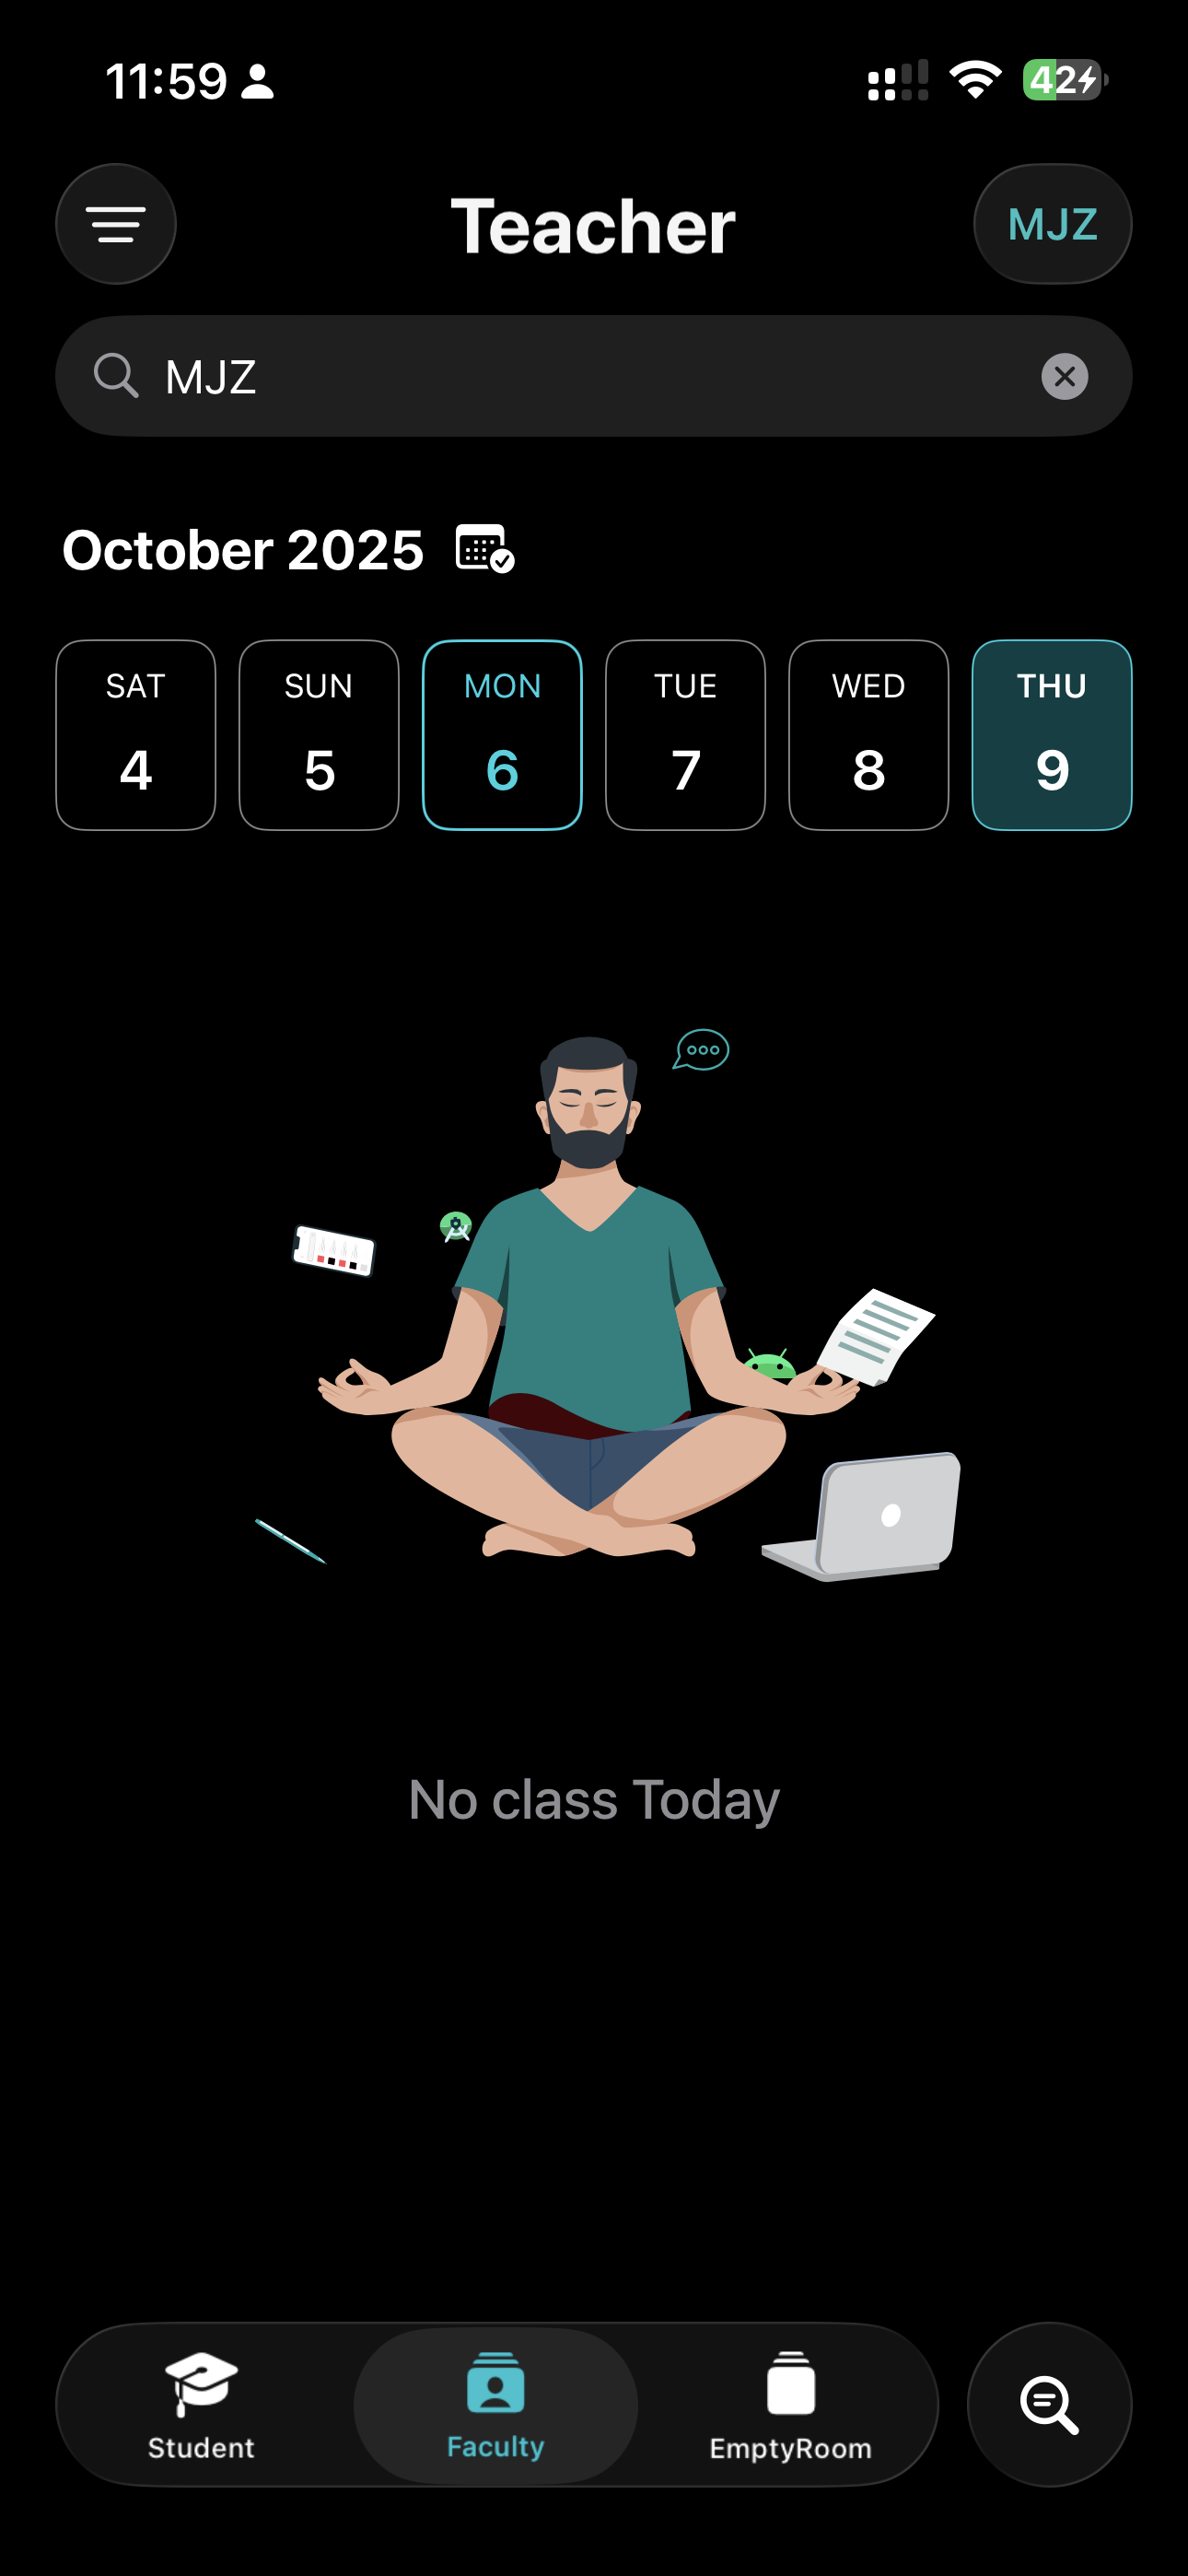 11:59
42
Teacher
MJZ
MJZ
October 2025
SAT SUN MON TUE WED THU
4 5 6 7 8 9
No class Today
Student Faculty EmptyRoom